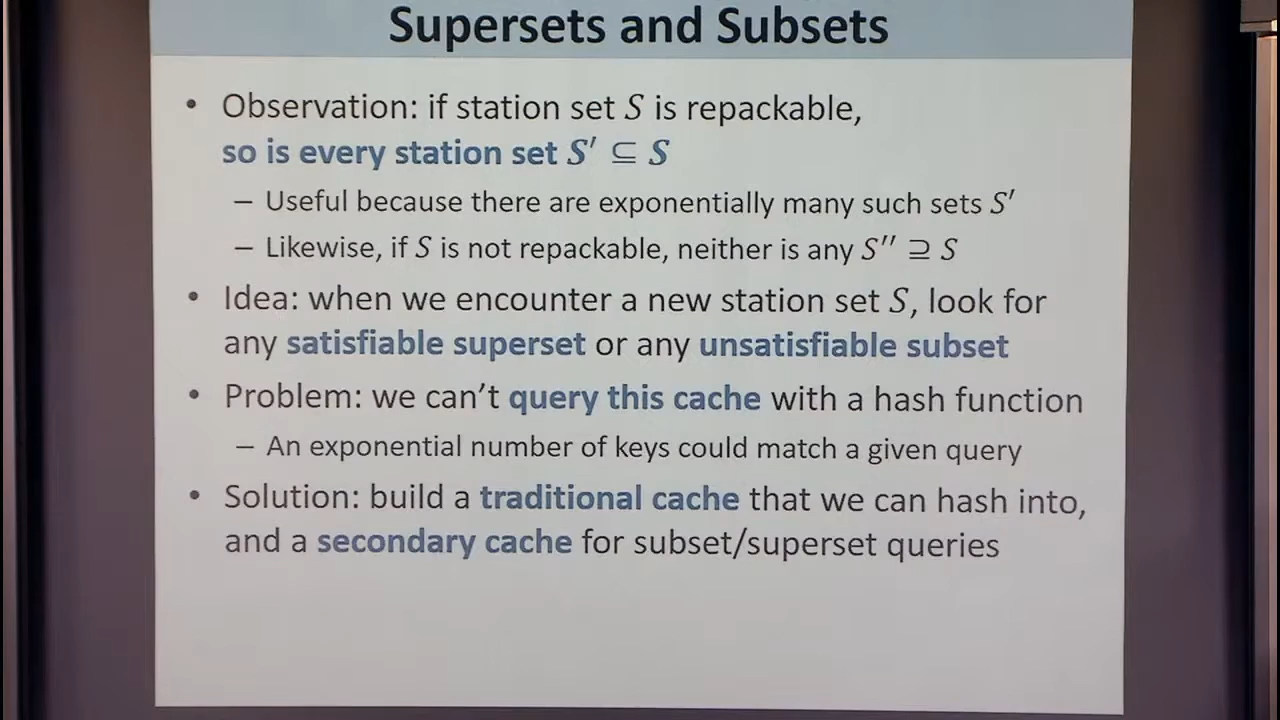 Supersets and Subsets
• Observation: if station set S is repackable,
so is every station set S′ ⊆ S
– Useful because there are exponentially many such sets S′
– Likewise, if S is not repackable, neither is any S″ ⊇ S
• Idea: when we encounter a new station set S, look for
any satisfiable superset or any unsatisfiable subset
• Problem: we can’t query this cache with a hash function
– An exponential number of keys could match a given query
• Solution: build a traditional cache that we can hash into,
and a secondary cache for subset/superset queries